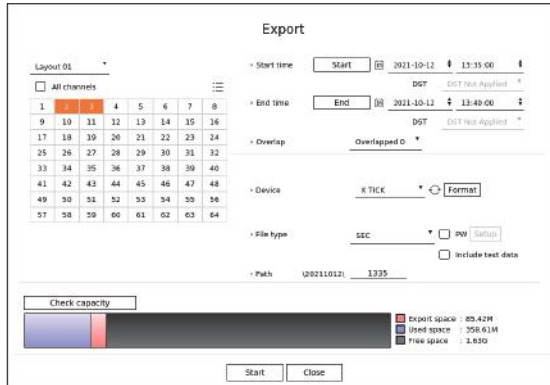 Export
Layout 01
All channels
1 2 3 4 5 6 7 8
9 10 11 12 13 14 15 16
17 18 19 20 21 22 23 24
25 26 27 28 29 30 31 32
33 34 35 36 37 38 39 40
41 42 43 44 45 46 47 48
49 50 51 52 53 54 55 56
57 58 59 60 61 62 63 64
Start time Start 2021-10-12 13:35:00
DST DST Not Applied
End time End 2021-10-12 13:40:00
DST DST Not Applied
Overlap Overlapped 0
Device X TICK Format
File type SEC PW Setup
Include text data
Path \20211012\ 1335
Check capacity
Export space : 85.42M
Used space : 358.61M
Free space : 1.63G
Start Close